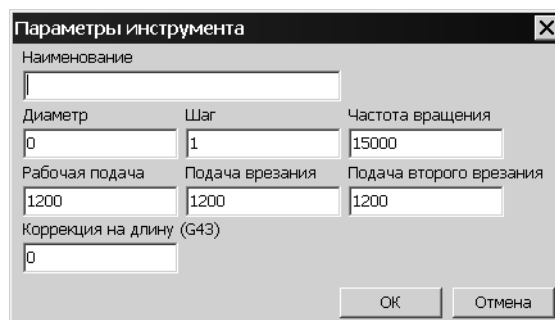 Параметры инструмента
Наименование
Диаметр Шаг Частота вращения
0 1 15000
Рабочая подача Подача врезания Подача второго врезания
1200 1200 1200
Коррекция на длину (G43)
0
ОК Отмена